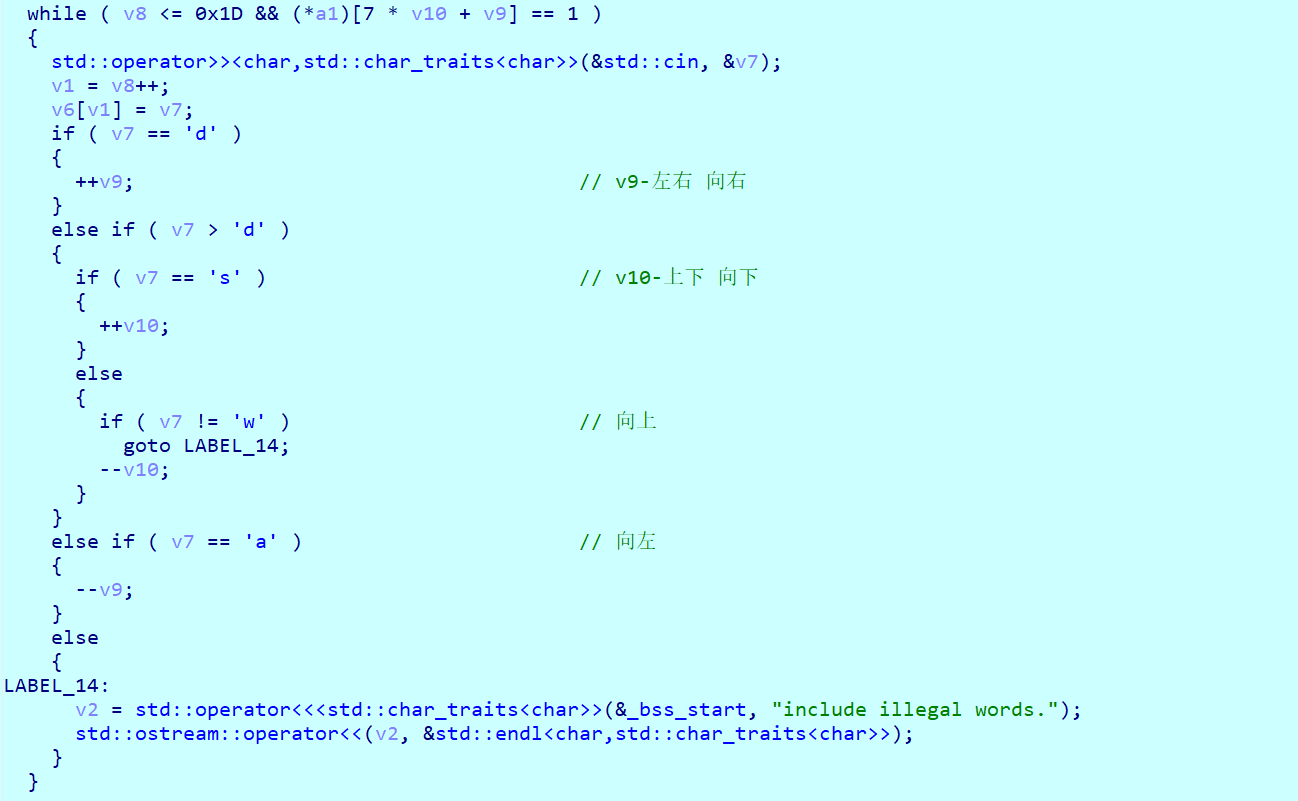 while ( v8 <= 0x1D && (*a1)[7 * v10 + v9] == 1 )
{
std::operator>><char,std::char_traits<char>>(&std::cin, &v7);
v1 = v8++;
v6[v1] = v7;
if ( v7 == 'd' )
{
++v9; // v9-左右 向右
}
else if ( v7 > 'd' )
{
if ( v7 == 's' ) // v10-上下 向下
{
++v10;
}
else
{
if ( v7 != 'w' ) // 向上
goto LABEL_14;
--v10;
}
}
else if ( v7 == 'a' ) // 向左
{
--v9;
}
else
{
LABEL_14:
v2 = std::operator<<<std::char_traits<char>>(&_bss_start, "include illegal words.");
std::ostream::operator<<(v2, &std::endl<char,std::char_traits<char>>);
}
}